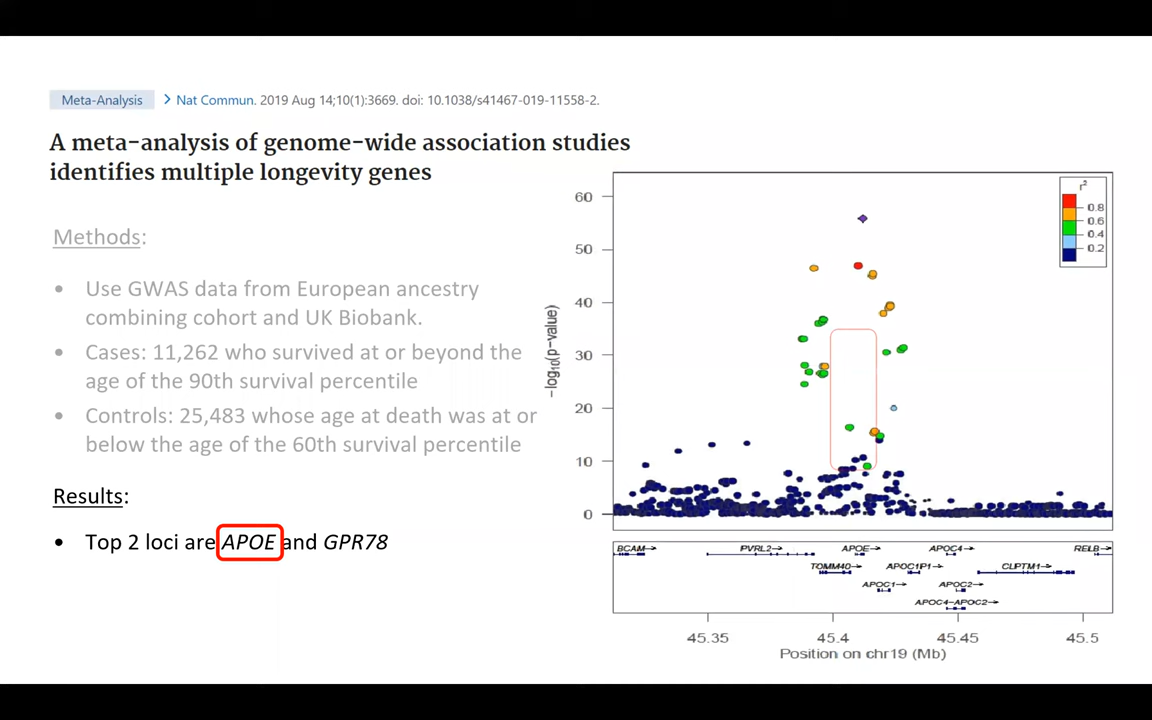 Meta-Analysis > Nat Commun. 2019 Aug 14;10(1):3669. doi: 10.1038/s41467-019-11558-2.
A meta-analysis of genome-wide association studies
identifies multiple longevity genes
Methods:
• Use GWAS data from European ancestry
combining cohort and UK Biobank.
• Cases: 11,262 who survived at or beyond the
age of the 90th survival percentile
• Controls: 25,483 whose age at death was at or
below the age of the 60th survival percentile
Results:
• Top 2 loci are APOE and GPR78
-log10(p-value)
60
50
40
30
20
10
5
0
r²
0.8
0.6
0.4
0.2
BCAM→ PVRL2→ APOE→ APOC4→ RELB→
TOMM40→ APOC1P1→ CLPTM1→
APOC1→ APOC2→
APOC4-APOC2→
45.35 45.4 45.45 45.5
Position on chr19 (Mb)